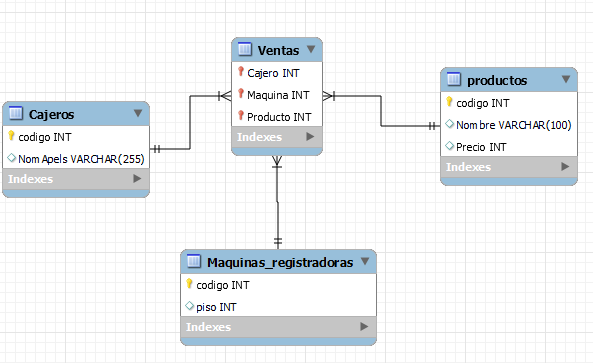 Ventas
Cajero INT
Maquina INT
Producto INT
Indexes
productos
codigo INT
Nombre VARCHAR(100)
Precio INT
Indexes
Cajeros
codigo INT
Nom Apels VARCHAR(255)
Indexes
Maquinas_registradoras
codigo INT
piso INT
Indexes